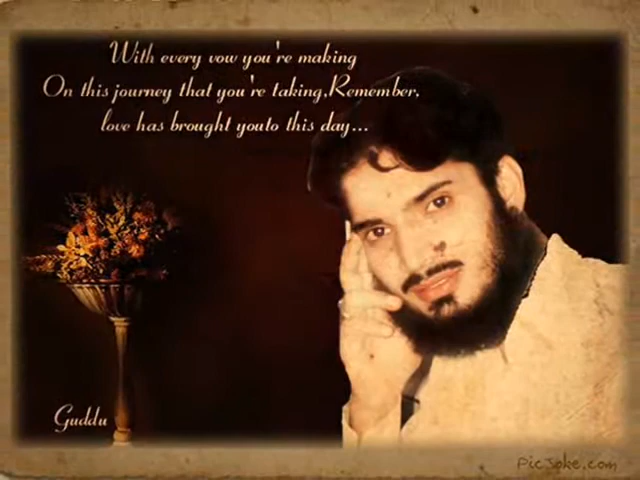 With every vow you're making
On this journey that you're taking,Remember,
love has brought youto this day...
Guddu
PicJoke.com